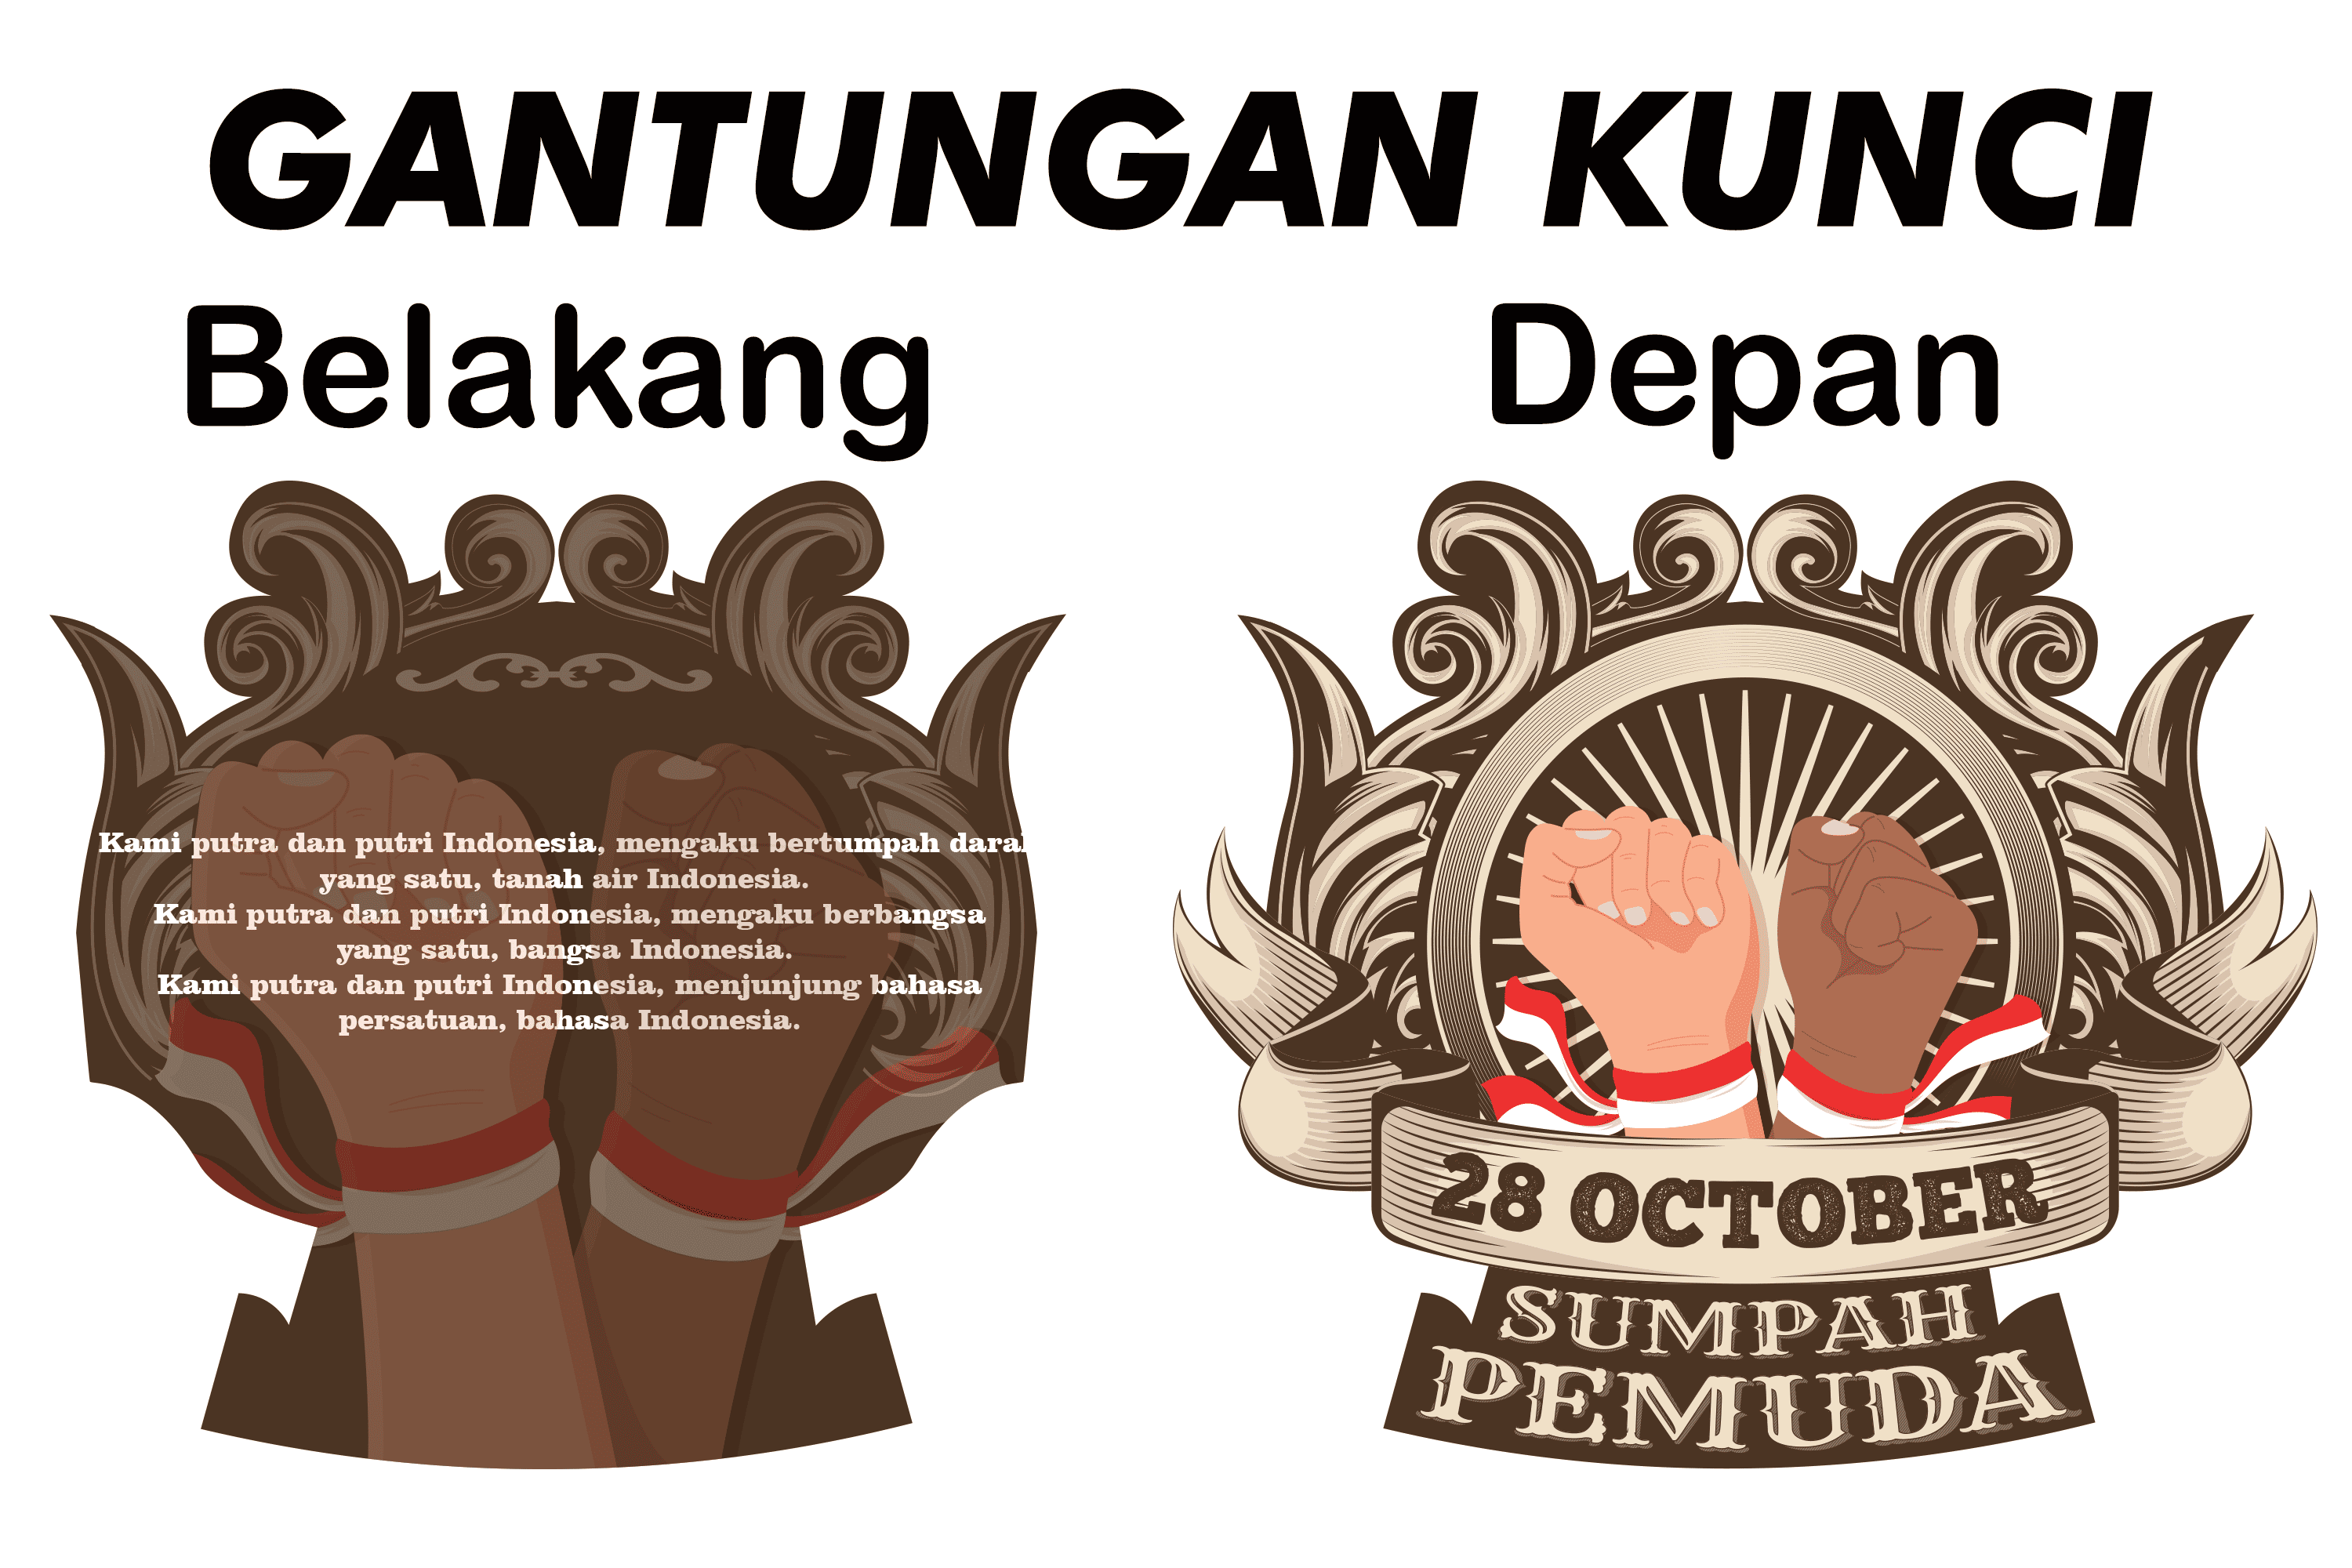 GANTUNGAN KUNCI
Belakang
Kami putra dan putri Indonesia, mengaku bertumpah darah
yang satu, tanah air Indonesia.
Kami putra dan putri Indonesia, mengaku berbangsa
yang satu, bangsa Indonesia.
Kami putra dan putri Indonesia, menjunjung bahasa
persatuan, bahasa Indonesia.
Depan
28 OCTOBER
SUMPAH
PEMUDA